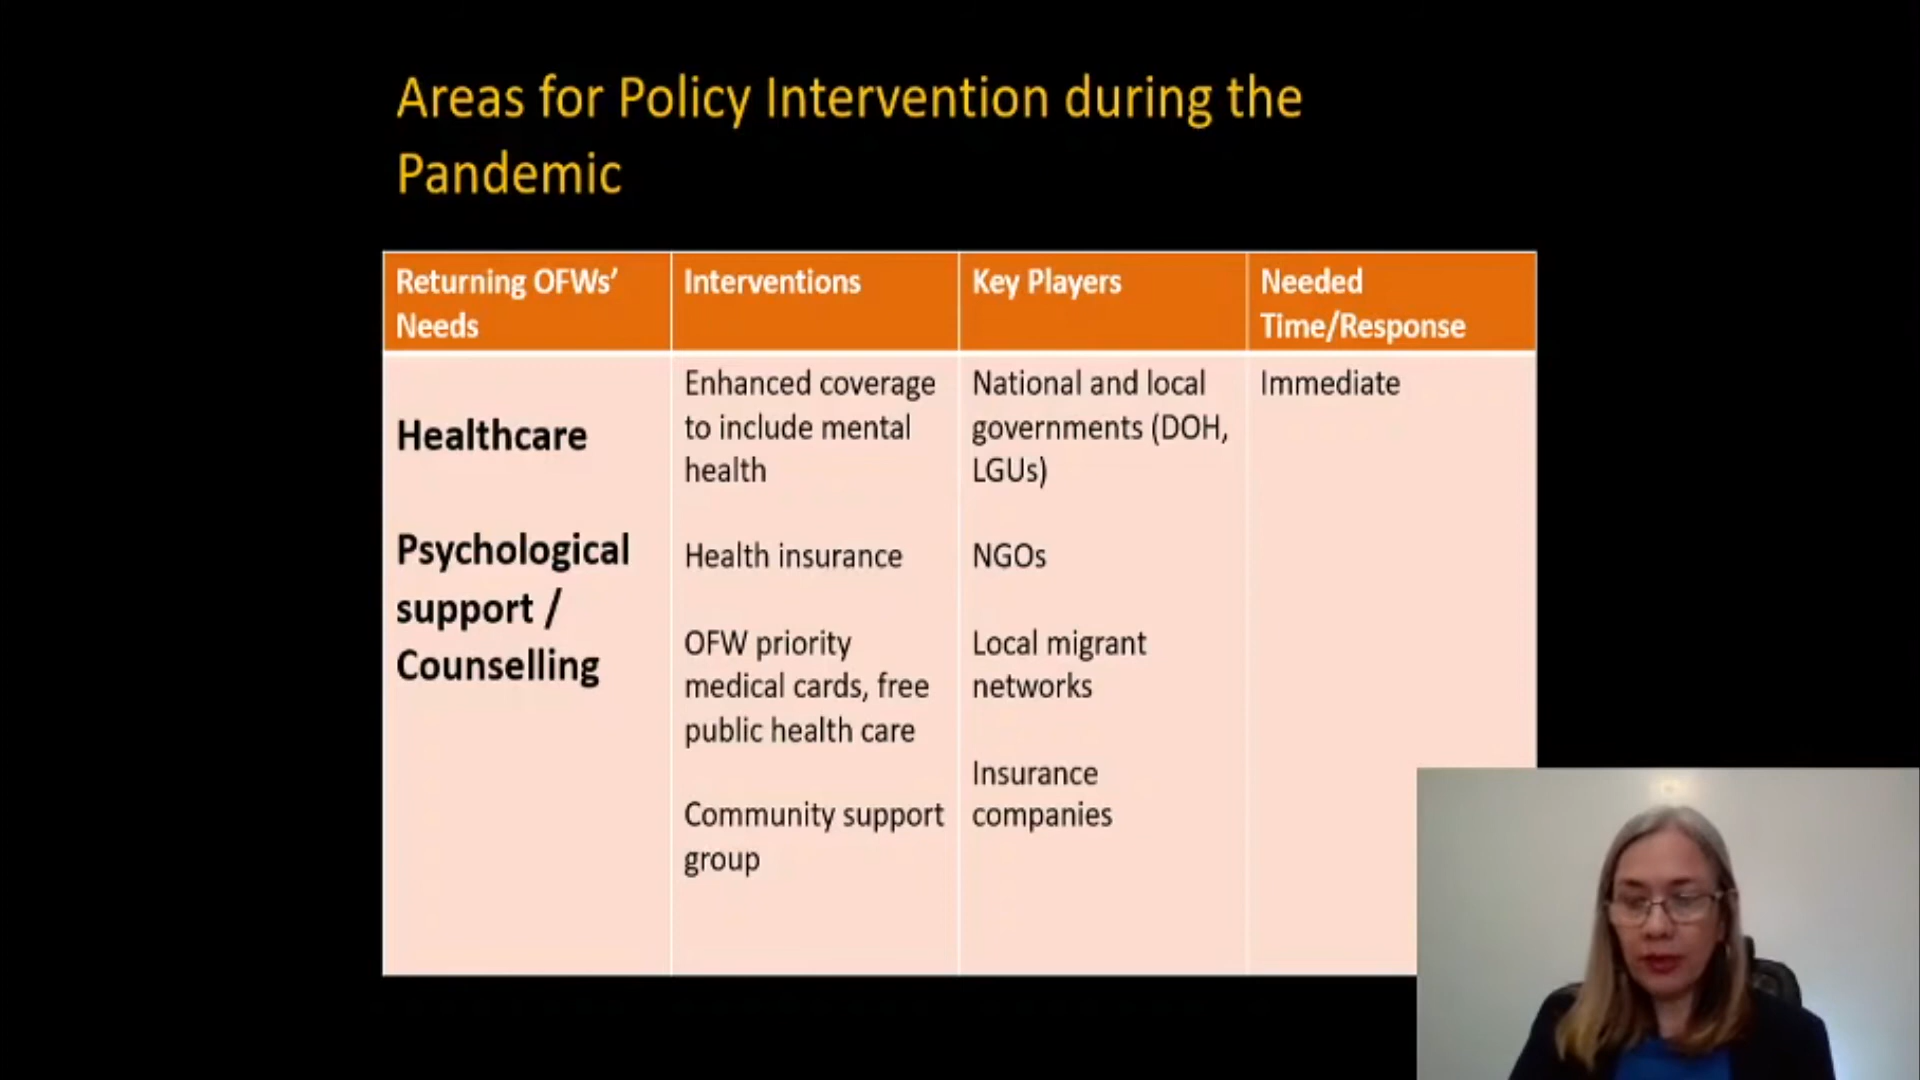 Areas for Policy Intervention during the
Pandemic
Returning OFWs’
Needs
Interventions
Key Players
Needed
Time/Response
Healthcare
Psychological
support /
Counselling
Enhanced coverage
to include mental
health
Health insurance
OFW priority
medical cards, free
public health care
Community support
group
National and local
governments (DOH,
LGUs)
NGOs
Local migrant
networks
Insurance
companies
Immediate